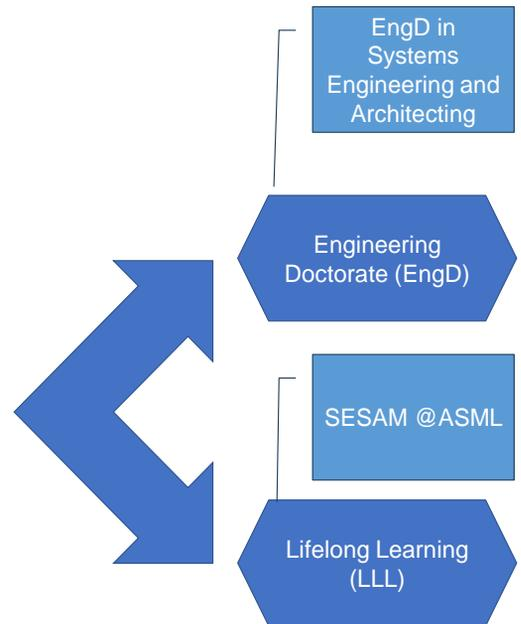 EngD in
Systems
Engineering and
Architecting
Engineering
Doctorate (EngD)
SESAM @ASML
Lifelong Learning
(LLL)